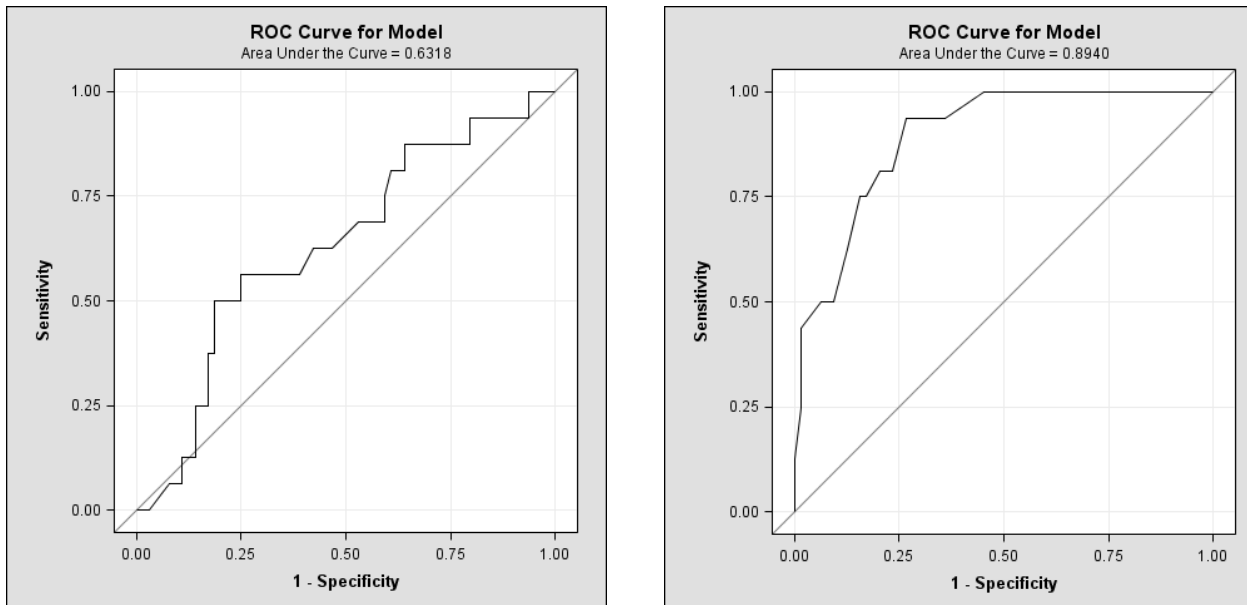 ROC Curve for Model
Area Under the Curve = 0.6318
1.00
0.75
0.50
0.25
0.00
Sensitivity
0.00 0.25 0.50 0.75 1.00
1 - Specificity
ROC Curve for Model
Area Under the Curve = 0.8940
1.00
0.75
0.50
0.25
0.00
Sensitivity
0.00 0.25 0.50 0.75 1.00
1 - Specificity